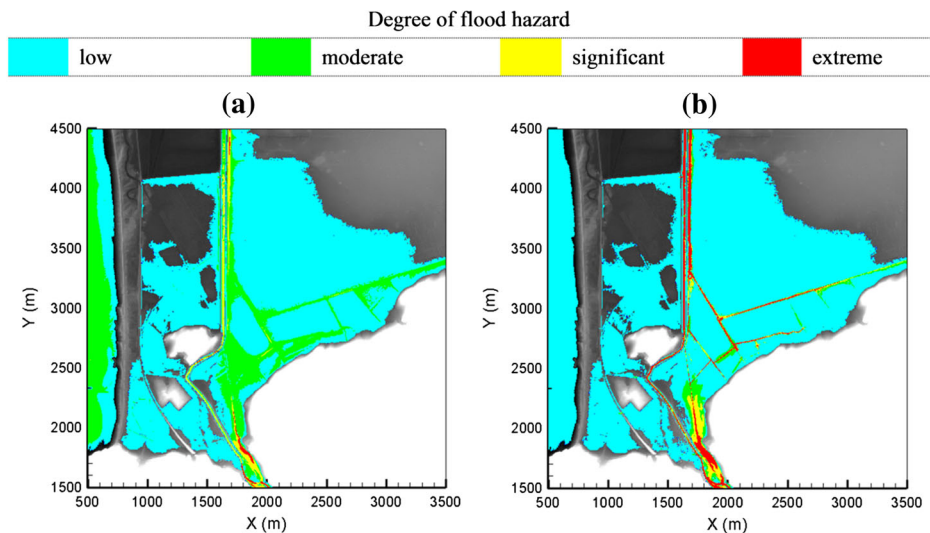 Degree of flood hazard
low moderate significant extreme
(a) (b)
4500 4500
4000 4000
3500 3500
3000 3000
2500 2500
2000 2000
1500 1500
Y (m) Y (m)
500 1000 1500 2000 2500 3000 3500 500 1000 1500 2000 2500 3000 3500
X (m) X (m)